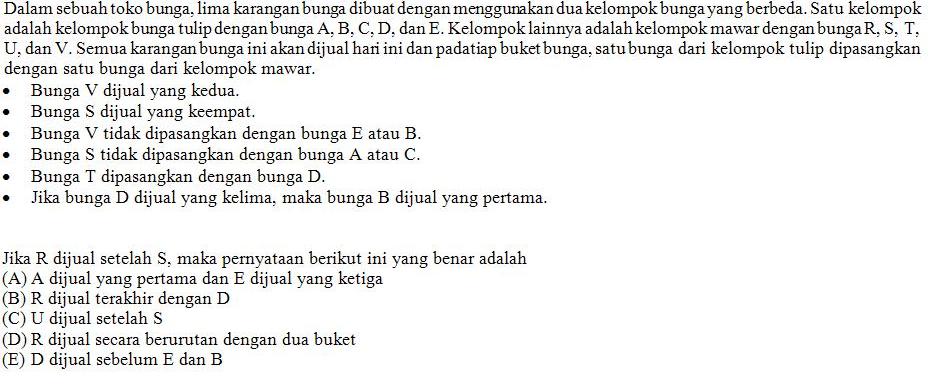 Dalam sebuah toko bunga, lima karangan bunga dibuat dengan menggunakan dua kelompok bunga yang berbeda. Satu kelompok
adalah kelompok bunga tulip dengan bunga A, B, C, D, dan E. Kelompok lainnya adalah kelompok mawar dengan bunga R, S, T,
U, dan V. Semua karangan bunga ini akan dijual hari ini dan padatiap buket bunga, satu bunga dari kelompok tulip dipasangkan
dengan satu bunga dari kelompok mawar.
• Bunga V dijual yang kedua.
• Bunga S dijual yang keempat.
• Bunga V tidak dipasangkan dengan bunga E atau B.
• Bunga S tidak dipasangkan dengan bunga A atau C.
• Bunga T dipasangkan dengan bunga D.
• Jika bunga D dijual yang kelima, maka bunga B dijual yang pertama.
Jika R dijual setelah S, maka pernyataan berikut ini yang benar adalah
(A) A dijual yang pertama dan E dijual yang ketiga
(B) R dijual terakhir dengan D
(C) U dijual setelah S
(D) R dijual secara berurutan dengan dua buket
(E) D dijual sebelum E dan B